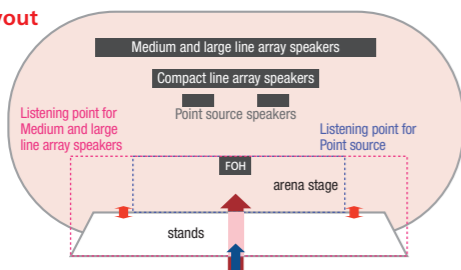 yout
Medium and large line array speakers
Compact line array speakers
Point source speakers
Listening point for
Medium and large
line array speakers
Listening point for
Point source
FOH
arena stage
stands